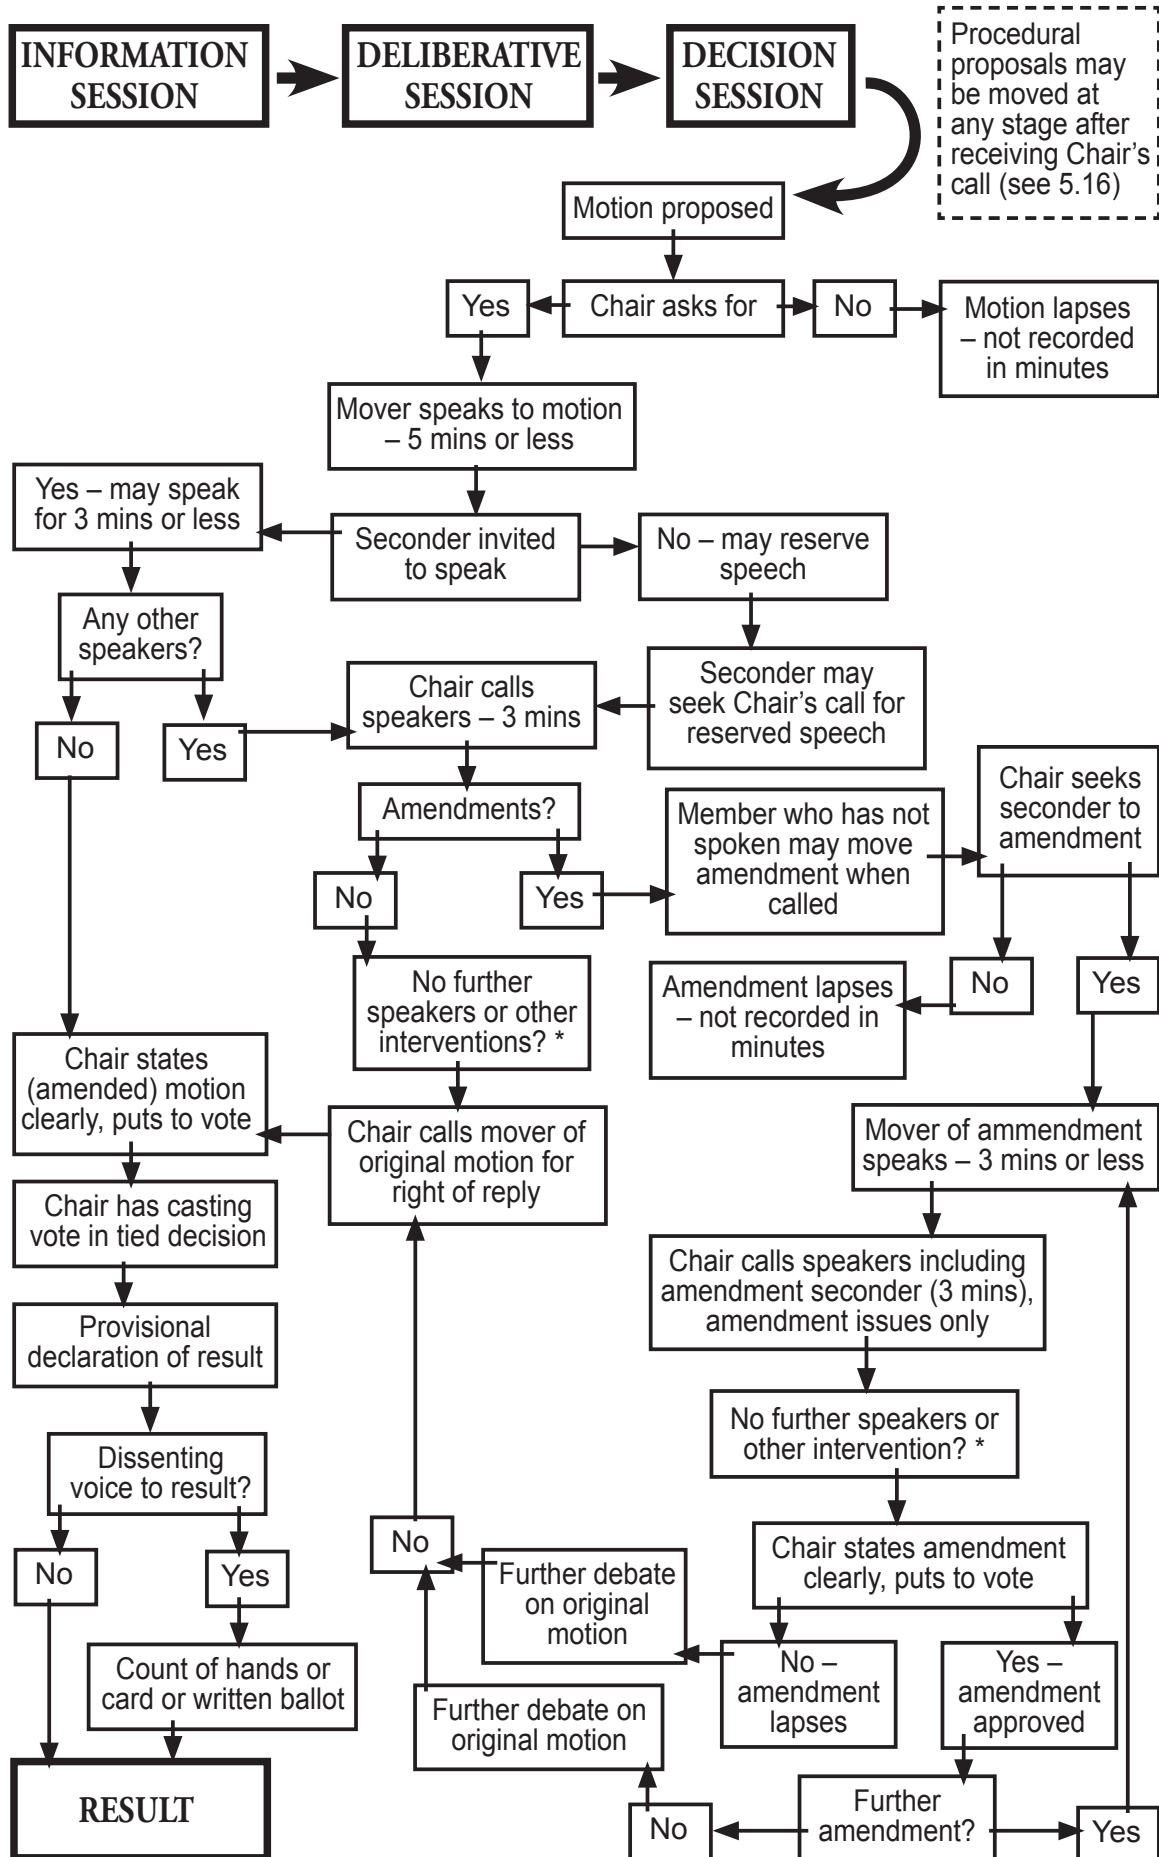 INFORMATION
SESSION
DELIBERATIVE
SESSION
DECISION
SESSION
Procedural
proposals may
be moved at
any stage after
receiving Chair's
call (see 5.16)
Motion proposed
Yes
Chair asks for
No
Motion lapses
– not recorded
in minutes
Mover speaks to motion
– 5 mins or less
Yes – may speak
for 3 mins or less
Seconder invited
to speak
No – may reserve
speech
Any other
speakers?
Chair calls
speakers – 3 mins
Seconder may
seek Chair's call for
reserved speech
No
Yes
Amendments?
Member who has not
spoken may move
amendment when
called
Chair seeks
seconder to
amendment
No
Yes
No further
speakers or other
interventions? *
Amendment lapses
– not recorded in
minutes
No
Yes
Chair states
(amended) motion
clearly, puts to vote
Chair calls mover of
original motion for
right of reply
Mover of ammendment
speaks – 3 mins or less
Chair has casting
vote in tied decision
Chair calls speakers including
amendment seconder (3 mins),
amendment issues only
Provisional
declaration of result
No further speakers or
other intervention? *
Dissenting
voice to result?
No
Chair states amendment
clearly, puts to vote
No
Yes
Further debate
on original
motion
No –
amendment
lapses
Yes –
amendment
approved
Count of hands or
card or written ballot
Further debate on
original motion
RESULT
No
Further
amendment?
Yes